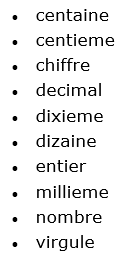 • centaine
• centieme
• chiffre
• decimal
• dixieme
• dizaine
• entier
• millieme
• nombre
• virgule